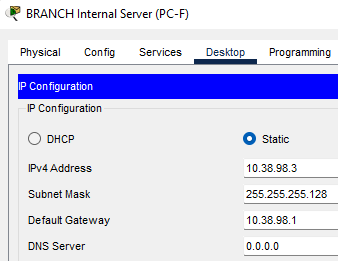 BRANCH Internal Server (PC-F)
Physical Config Services Desktop Programming
IP Configuration
IP Configuration
DHCP Static
IPv4 Address 10.38.98.3
Subnet Mask 255.255.255.128
Default Gateway 10.38.98.1
DNS Server 0.0.0.0